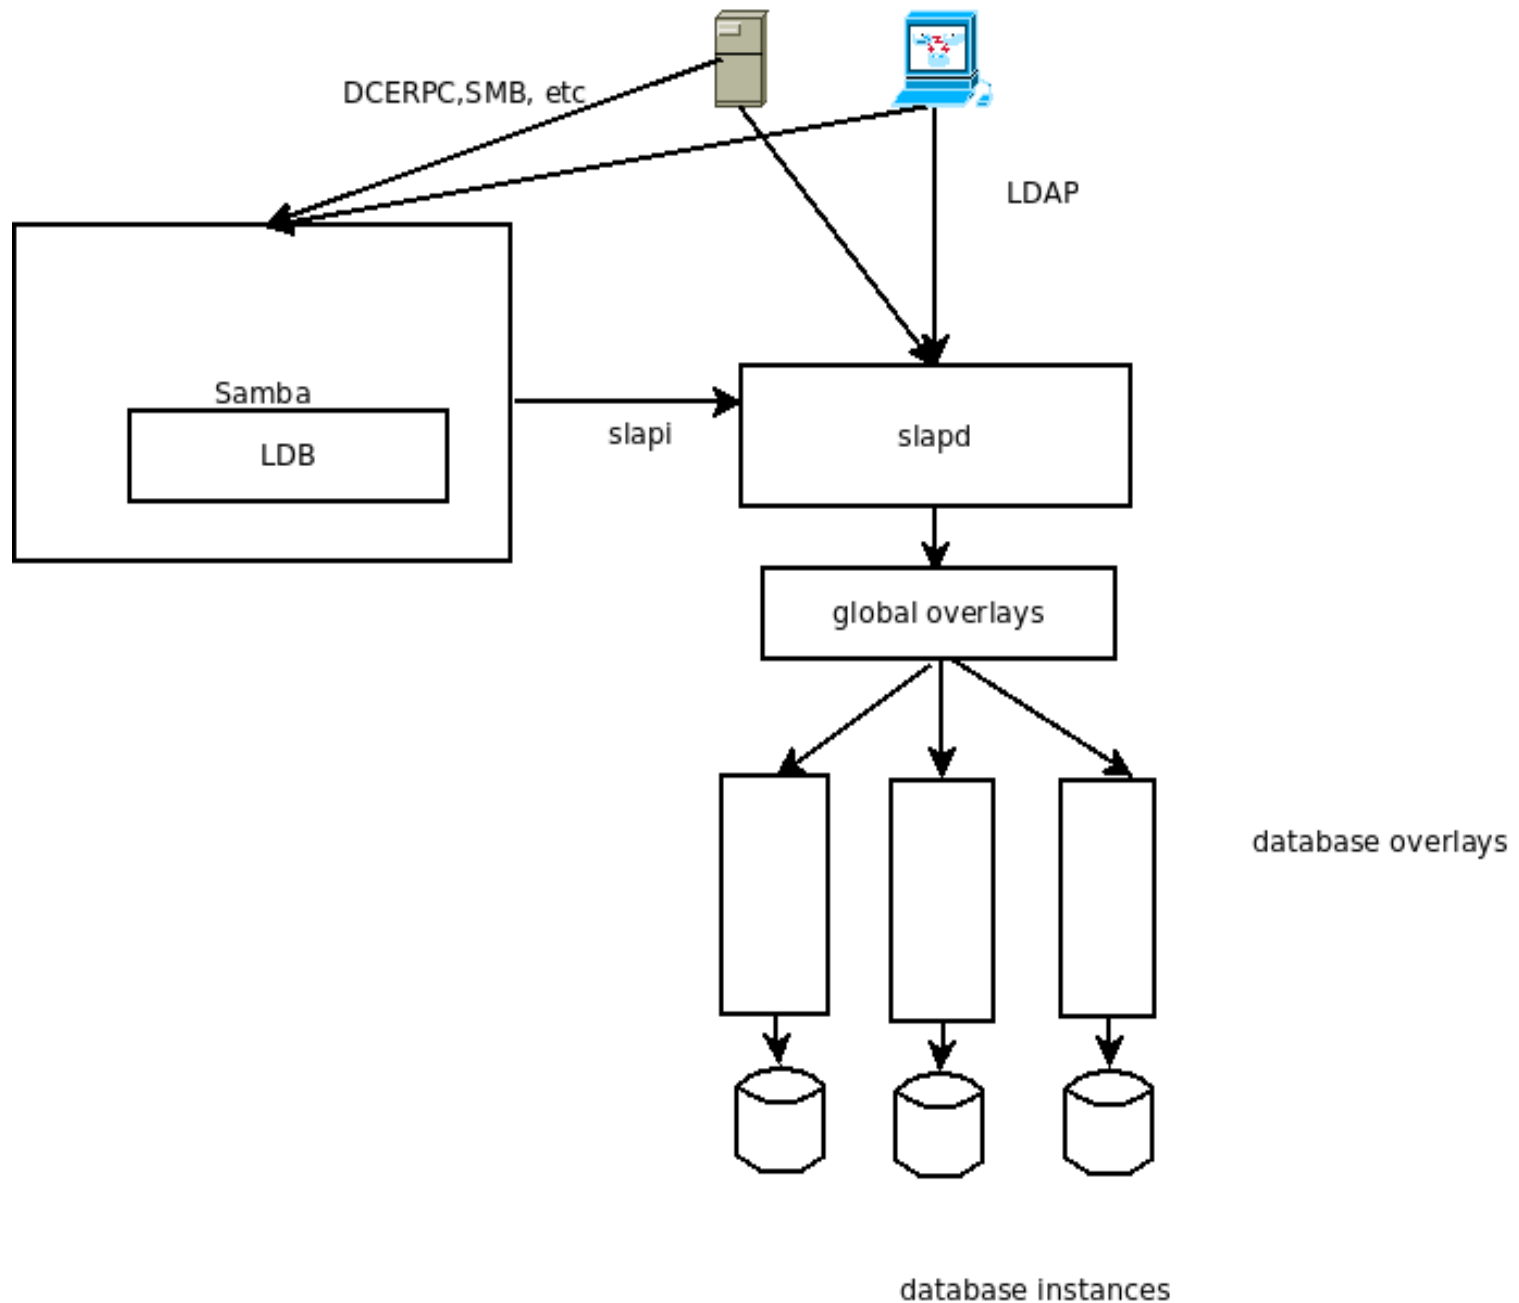 DCERPC,SMB, etc
LDAP
Samba
LDB
slapi
slapd
global overlays
database overlays
database instances